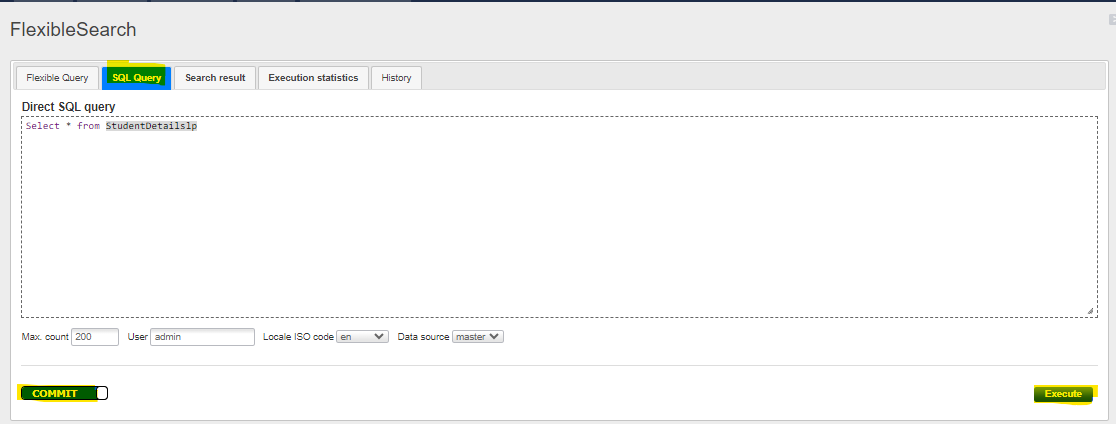 FlexibleSearch
Flexible Query SQL Query Search result Execution statistics History
Direct SQL query
Select * from StudentDetailslp
Max. count 200 User admin Locale ISO code en Data source master
COMMIT Execute